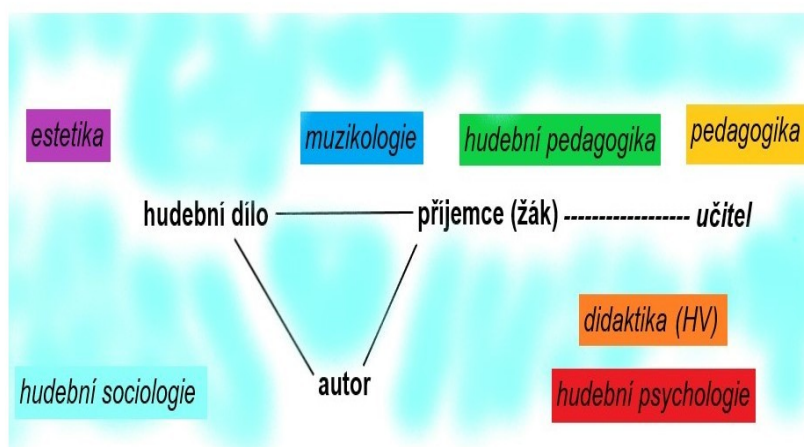 estetika
muzikologie
hudební pedagogika
pedagogika
hudební dílo
příjemce (žák) ------------------ učitel
didaktika (HV)
hudební sociologie
autor
hudební psychologie